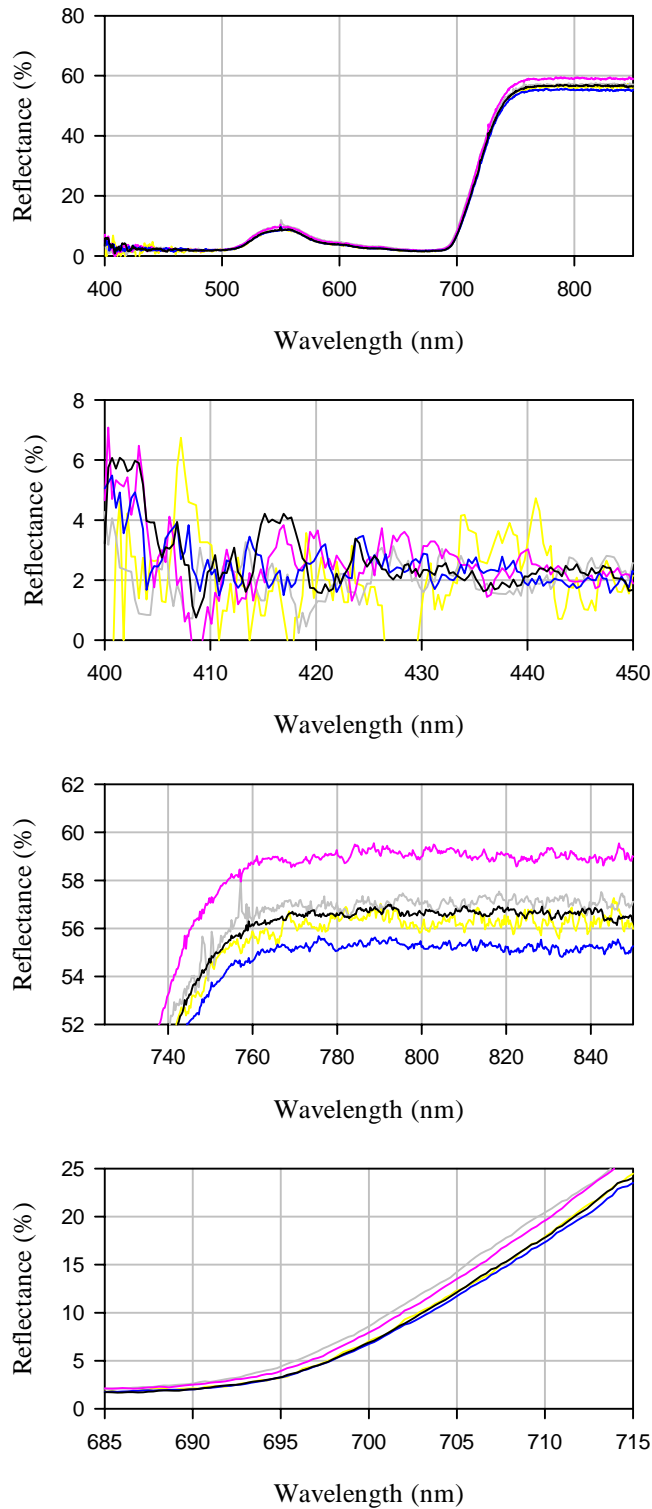 80
60
40
20
0
Reflectance (%)
400 500 600 700 800
Wavelength (nm)
8
6
4
2
0
Reflectance (%)
400 410 420 430 440 450
Wavelength (nm)
62
60
58
56
54
52
Reflectance (%)
740 760 780 800 820 840
Wavelength (nm)
25
20
15
10
5
0
Reflectance (%)
685 690 695 700 705 710 715
Wavelength (nm)